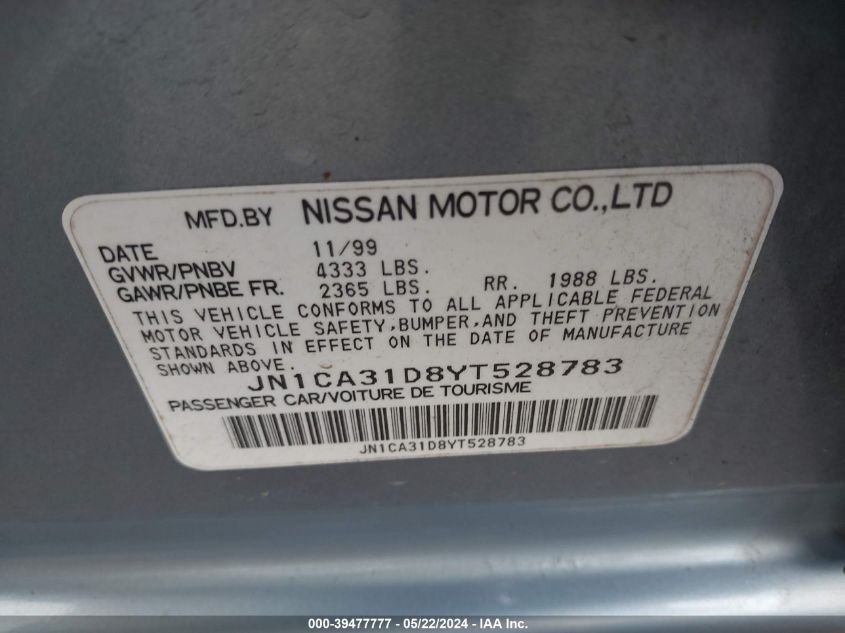 MFD.BY NISSAN MOTOR CO.,LTD
DATE 11/99
GVWR/PNBV 4333 LBS.
GAWR/PNBE FR. 2365 LBS. RR. 1988 LBS.
THIS VEHICLE CONFORMS TO ALL APPLICABLE FEDERAL
MOTOR VEHICLE SAFETY,BUMPER,AND THEFT PREVENTION
STANDARDS IN EFFECT ON THE DATE OF MANUFACTURE
SHOWN ABOVE.
JN1CA31D8YT528783
PASSENGER CAR/VOITURE DE TOURISME
JN1CA31D8YT528783
000-39477777 - 05/22/2024 - IAA Inc.